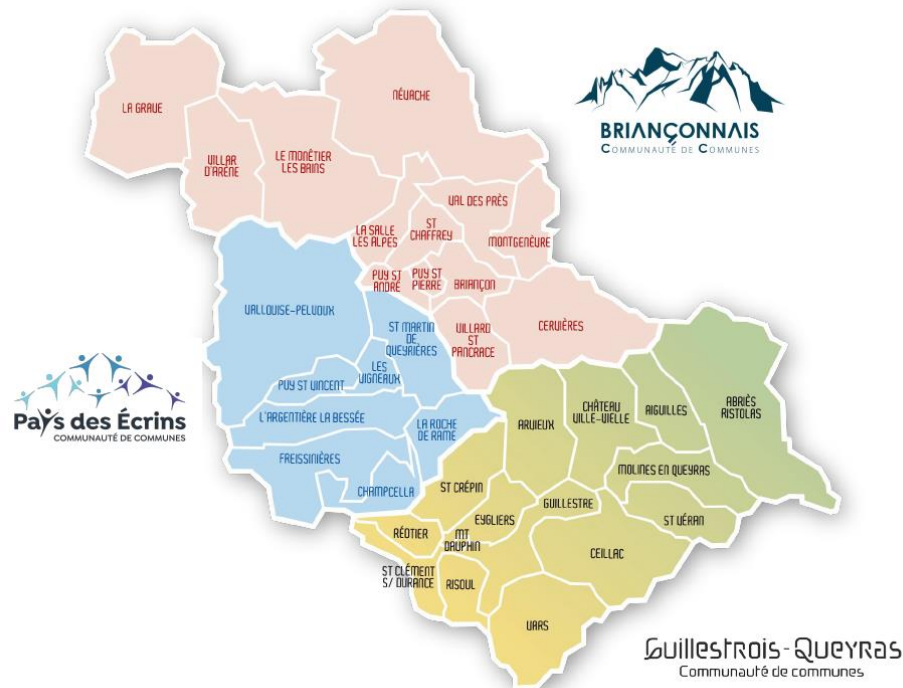 LA GRAVE
VILLAR
D'ARÈNE
LE MONÊTIER
LES BAINS
NÉVACHE
BRIANÇONNAIS
COMMUNAUTÉ DE COMMUNES
VAL DES PRÈS
LA SALLE
LES ALPES
ST
CHAFFREY
MONTGENÈVRE
PUY ST
ANDRÉ
PUY ST
PIERRE
BRIANÇON
VILLARD
ST
PANCRACE
CERVIÈRES
VALLOUISE-PELVOUX
ST MARTIN
DE
QUEYRIÈRES
LES
VIGNEAUX
PUY ST VINCENT
L'ARGENTIÈRE LA BESSÉE
LA ROCHE
DE RAME
FREISSINIÈRES
CHAMPCELLA
Pays des Écrins
COMMUNAUTÉ DE COMMUNES
ARVIEUX
CHÂTEAU
VILLE-VIELLE
AIGUILLES
ABRIÈS
RISTOLAS
MOLINES EN QUEYRAS
ST CRÉPIN
GUILLESTRE
EYGLIERS
ST VÉRAN
RÉOTIER
MT
DAUPHIN
CEILLAC
ST CLÉMENT
S/ DURANCE
RISOUL
VARS
Guillestrois-Queyras
Communauté de communes